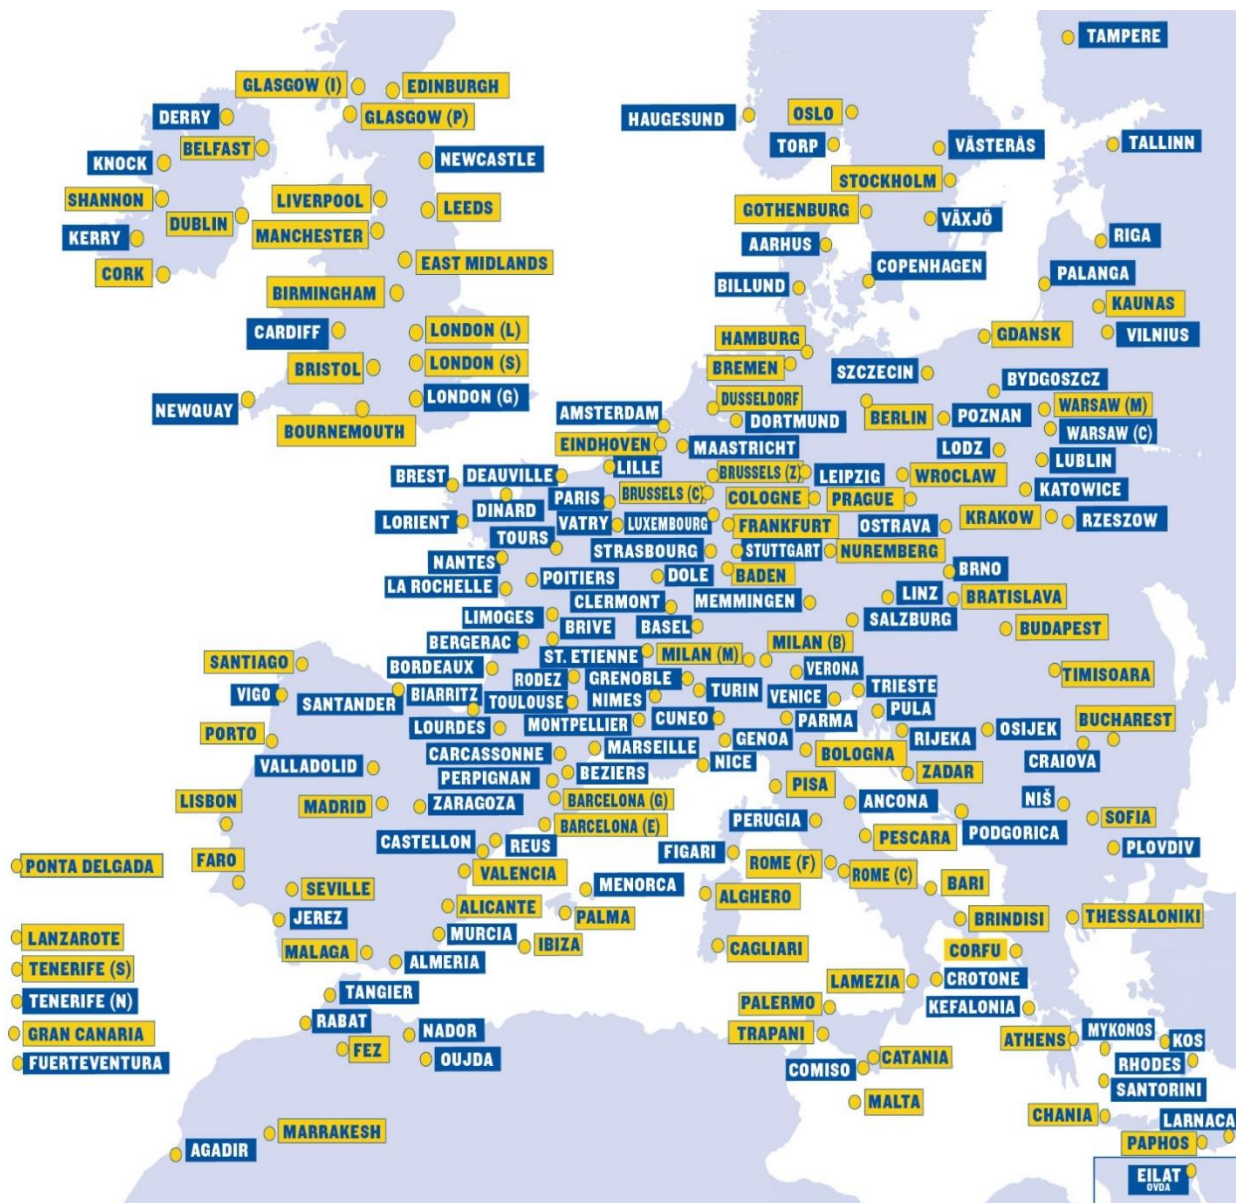 TAMPERE
GLASGOW (I)
EDINBURGH
DERRY
GLASGOW (P)
HAUGESUND
OSLO
BELFAST
TORP
VÄSTERÅS
TALLINN
KNOCK
NEWCASTLE
STOCKHOLM
SHANNON
LIVERPOOL
LEEDS
GOTHENBURG
DUBLIN
VÄXJÖ
KERRY
MANCHESTER
AARHUS
RIGA
CORK
EAST MIDLANDS
COPENHAGEN
PALANGA
BIRMINGHAM
BILLUND
KAUNAS
CARDIFF
LONDON (L)
HAMBURG
GDANSK
VILNIUS
BRISTOL
LONDON (S)
BREMEN
SZCZECIN
BYDGOSZCZ
NEWQUAY
LONDON (G)
DUSSELDORF
BERLIN
POZNAN
WARSAW (M)
BOURNEMOUTH
AMSTERDAM
DORTMUND
WARSAW (C)
EINDHOVEN
MAASTRICHT
LODZ
LUBLIN
BREST
DEAUVILLE
LILLE
BRUSSELS (Z)
LEIPZIG
WROCLAW
KATOWICE
DINARD
PARIS
BRUSSELS (C)
COLOGNE
PRAGUE
LORIENT
VATRY
LUXEMBOURG
FRANKFURT
OSTRAVA
KRAKOW
RZESZOW
TOURS
STRASBOURG
STUTTGART
NUREMBERG
NANTES
POITIERS
DOLE
BADEN
BRNO
LA ROCHELLE
CLERMONT
MEMMINGEN
LINZ
BRATISLAVA
LIMOGES
BRIVE
BASEL
SALZBURG
BUDAPEST
BERGERAC
ST. ETIENNE
MILAN (M)
MILAN (B)
SANTIAGO
BORDEAUX
RODEZ
GRENOBLE
VERONA
TIMISOARA
VIGO
SANTANDER
BIARRITZ
TOULOUSE
NIMES
TURIN
VENICE
TRIESTE
PULA
BUCHAREST
PORTO
LOURDES
MONTPELLIER
CUNEO
PARMA
RIJEKA
OSIJEK
VALLADOLID
CARCASSONNE
MARSEILLE
GENOA
BOLOGNA
CRAIOVA
PERPIGNAN
BEZIERS
NICE
ZADAR
LISBON
MADRID
ZARAGOZA
BARCELONA (G)
PISA
ANCONA
NIŠ
BARCELONA (E)
PERUGIA
PESCARA
PODGORICA
SOFIA
CASTELLON
REUS
FIGARI
ROME (F)
PLOVDIV
PONTA DELGADA
FARO
VALENCIA
ROME (C)
SEVILLE
MENORCA
ALGHERO
BARI
JEREZ
ALICANTE
PALMA
BRINDISI
THESSALONIKI
LANZAROTE
MALAGA
MURCIA
IBIZA
CAGLIARI
CORFU
TENERIFE (S)
ALMERIA
LAMEZIA
CROTONE
TENERIFE (N)
TANGIER
PALERMO
KEFALONIA
GRAN CANARIA
RABAT
NADOR
TRAPANI
ATHENS
MYKONOS
KOS
FUERTEVENTURA
FEZ
OUJDA
COMISO
CATANIA
RHODES
SANTORINI
MALTA
CHANIA
MARRAKESH
LARNACA
AGADIR
PAPHOS
EILAT
OVDA